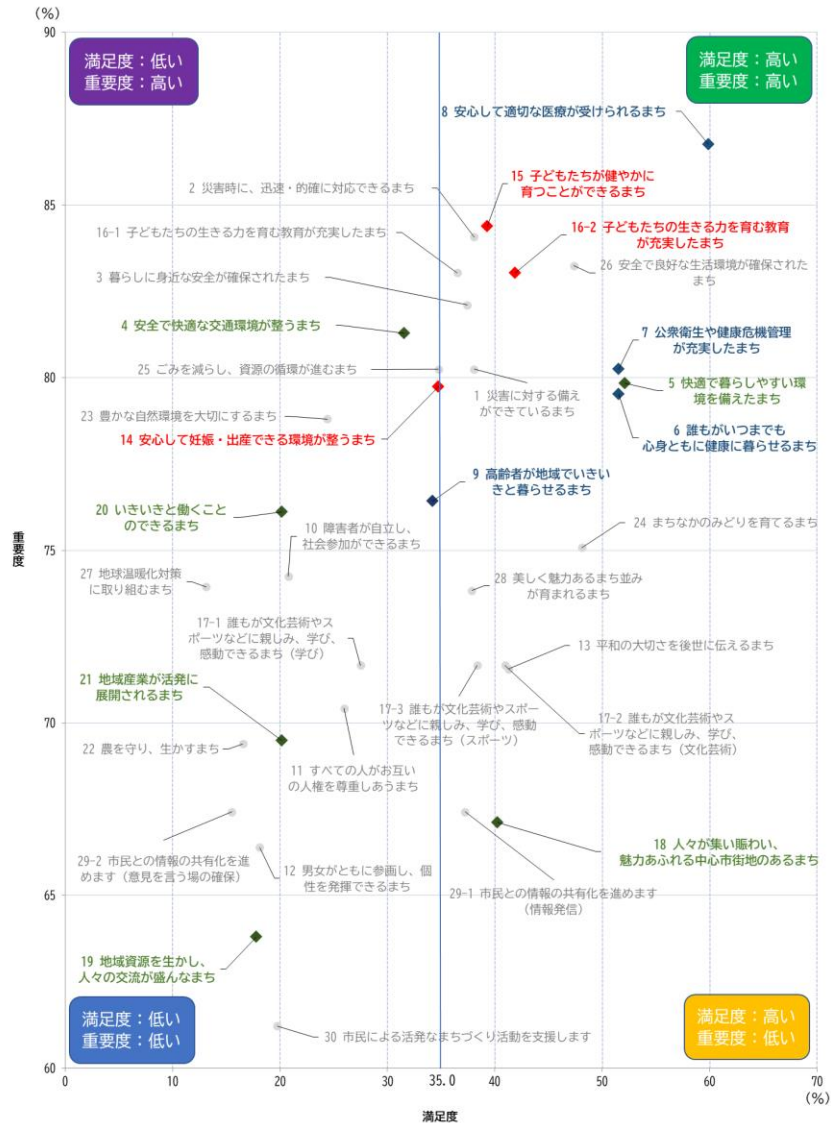 (%)
90
満足度：低い
重要度：高い
満足度：高い
重要度：高い
8 安心して適切な医療が受けられるまち
15 子どもたちが健やかに
育つことができるまち
2 災害時に、迅速・的確に対応できるまち
85
16-2 子どもたちの生きる力を育む教育
が充実したまち
16-1 子どもたちの生きる力を育む教育が充実したまち
26 安全で良好な生活環境が確保された
まち
3 暮らしに身近な安全が確保されたまち
4 安全で快適な交通環境が整うまち
7 公衆衛生や健康危機管理
が充実したまち
25 ごみを減らし、資源の循環が進むまち
80
1 災害に対する備え
ができているまち
5 快適で暮らしやすい環
境を備えたまち
23 豊かな自然環境を大切にするまち
14 安心して妊娠・出産できる環境が整うまち
6 誰もがいつまでも
心身ともに健康に暮らせるまち
9 高齢者が地域でいきい
きと暮らせるまち
20 いきいきと働くこと
のできるまち
10 障害者が自立し、
社会参加ができるまち
24 まちなかのみどりを育てるまち
75
重要度
27 地球温暖化対策
に取り組むまち
28 美しく魅力あるまち並み
が育まれるまち
17-1 誰もが文化芸術やス
ポーツなどに親しみ、学び、
感動できるまち（学び）
13 平和の大切さを後世に伝えるまち
21 地域産業が活発に
展開されるまち
70
17-3 誰もが文化芸術やスポー
ツなどに親しみ、学び、感動
できるまち（スポーツ）
17-2 誰もが文化芸術やス
ポーツなどに親しみ、学び、
感動できるまち（文化芸術）
22 農を守り、生かすまち
11 すべての人がお互い
の人権を尊重しあうまち
29-2 市民との情報の共有化を進
めます（意見を言う場の確保）
12 男女がともに参画し、個
性を発揮できるまち
18 人々が集い賑わい、
魅力あふれる中心市街地のあるまち
29-1 市民との情報の共有化を進めます
（情報発信）
65
19 地域資源を生かし、
人々の交流が盛んなまち
満足度：低い
重要度：低い
満足度：高い
重要度：低い
30 市民による活発なまちづくり活動を支援します
60
0 10 20 30 35.0 40 50 60 70
(%)
満足度